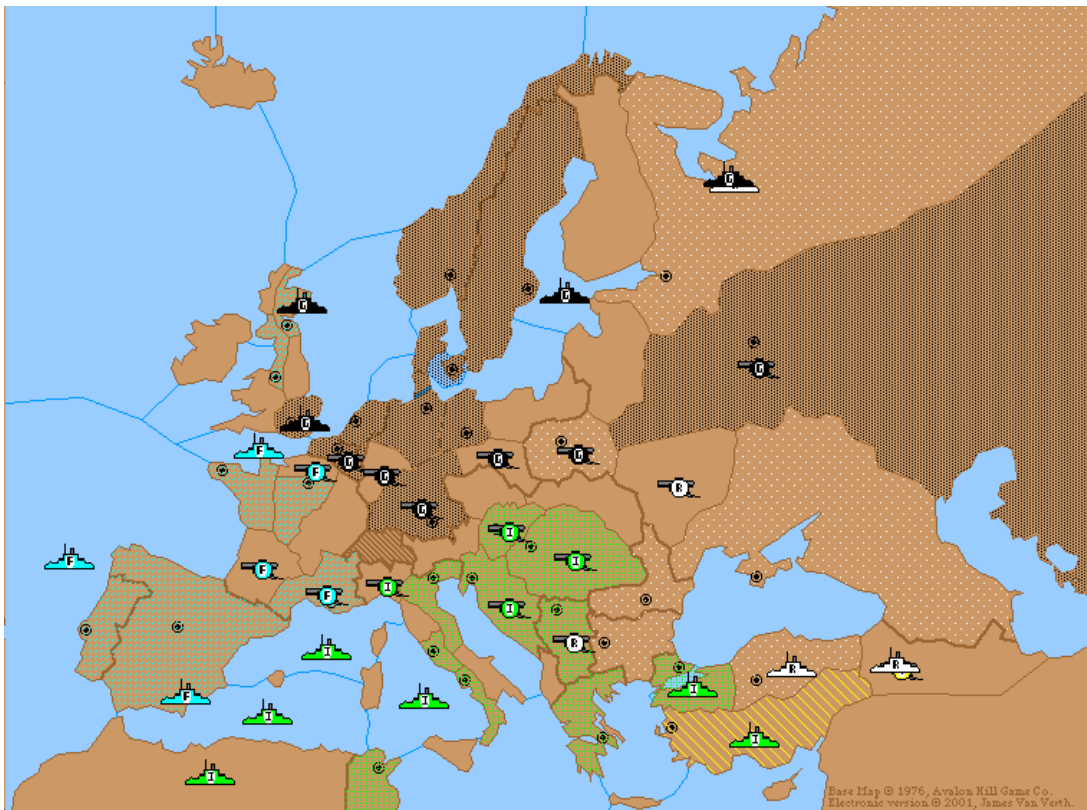 G
G
G
G
G
F
G
G
G
F
G
R
G
I
F
I
F
I
F
I
R
I
R
R
I
F
I
I
I
I
Base Map © 1976, Avalon Hill Game Co.
Electronic version © 2001, James Van Verth